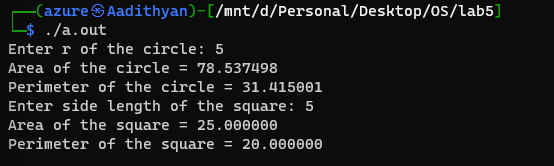 ┌──(azure㉿Aadithyan)-[/mnt/d/Personal/Desktop/OS/lab5]
└─$ ./a.out
Enter r of the circle: 5
Area of the circle = 78.537498
Perimeter of the circle = 31.415001
Enter side length of the square: 5
Area of the square = 25.000000
Perimeter of the square = 20.000000